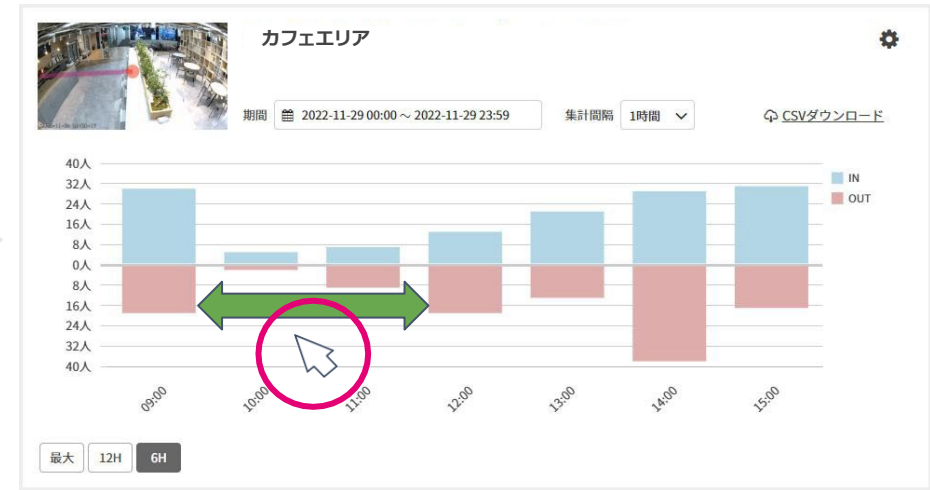 カフェエリア
期間 2022-11-29 00:00 ~ 2022-11-29 23:59 集計間隔 1時間 CSVダウンロード
40人
32人
24人
16人
8人
0人
8人
16人
24人
32人
40人
IN
OUT
09:00 10:00 11:00 12:00 13:00 14:00 15:00
最大 12H 6H